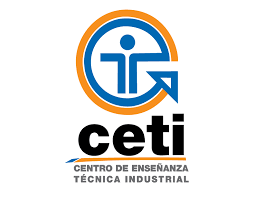 ceti
CENTRO DE ENSEÑANZA
TÉCNICA INDUSTRIAL